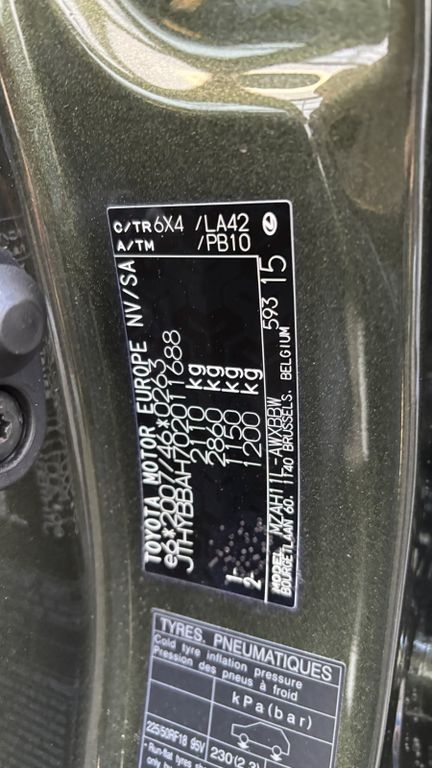 C/TR 6X4 /LA42
A/TM /PB10
TOYOTA MOTOR EUROPE NV/SA
e6*2007/46*0263
JTHYBBAH702011688
2110 kg
2860 kg
1- 1150 kg
2- 1200 kg
MODEL MZAH11L-AWXBBW 593 15
BOURGETLAAN 60. 1140 BRUSSELS. BELGIUM
TYRES, PNEUMATIQUES
Cold tyre inflation pressure
Pression des pneus à froid
kPa(bar)
225/50RF18 95V 230(2.3)